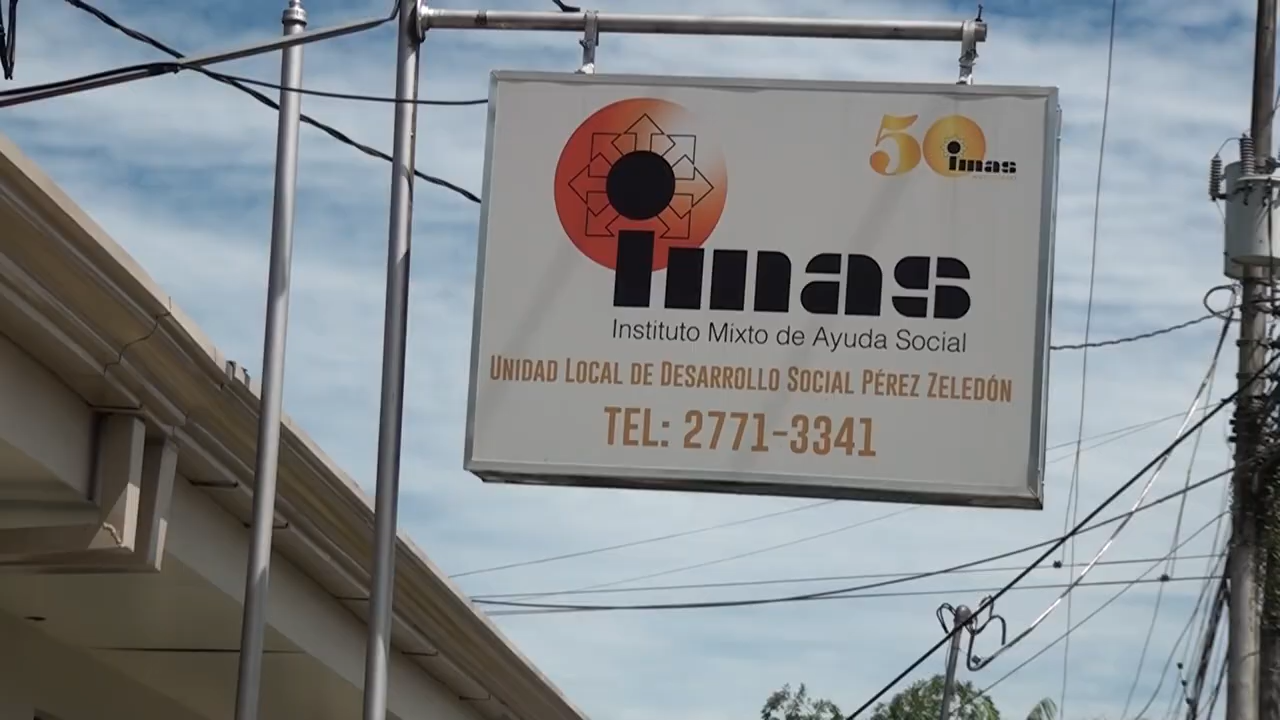 50 imas
imas
Instituto Mixto de Ayuda Social
UNIDAD LOCAL DE DESARROLLO SOCIAL PÉREZ ZELEDÓN
TEL: 2771-3341